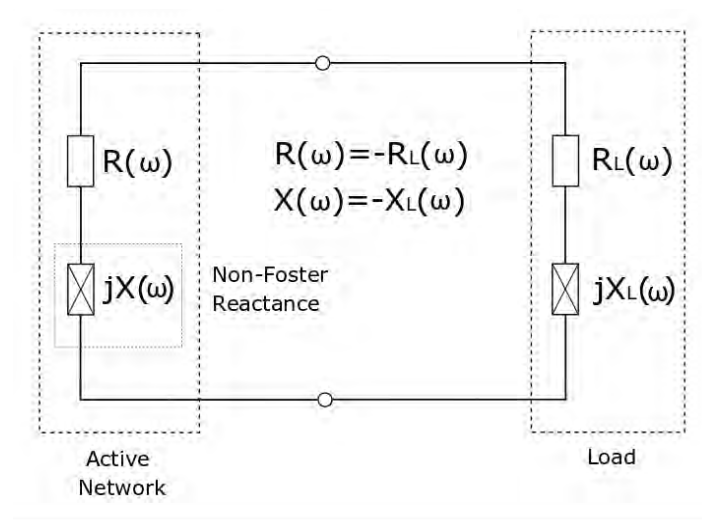 R(ω)
jX(ω)
R(ω)=-RL(ω)
X(ω)=-XL(ω)
Non-Foster
Reactance
RL(ω)
jXL(ω)
Active
Network
Load